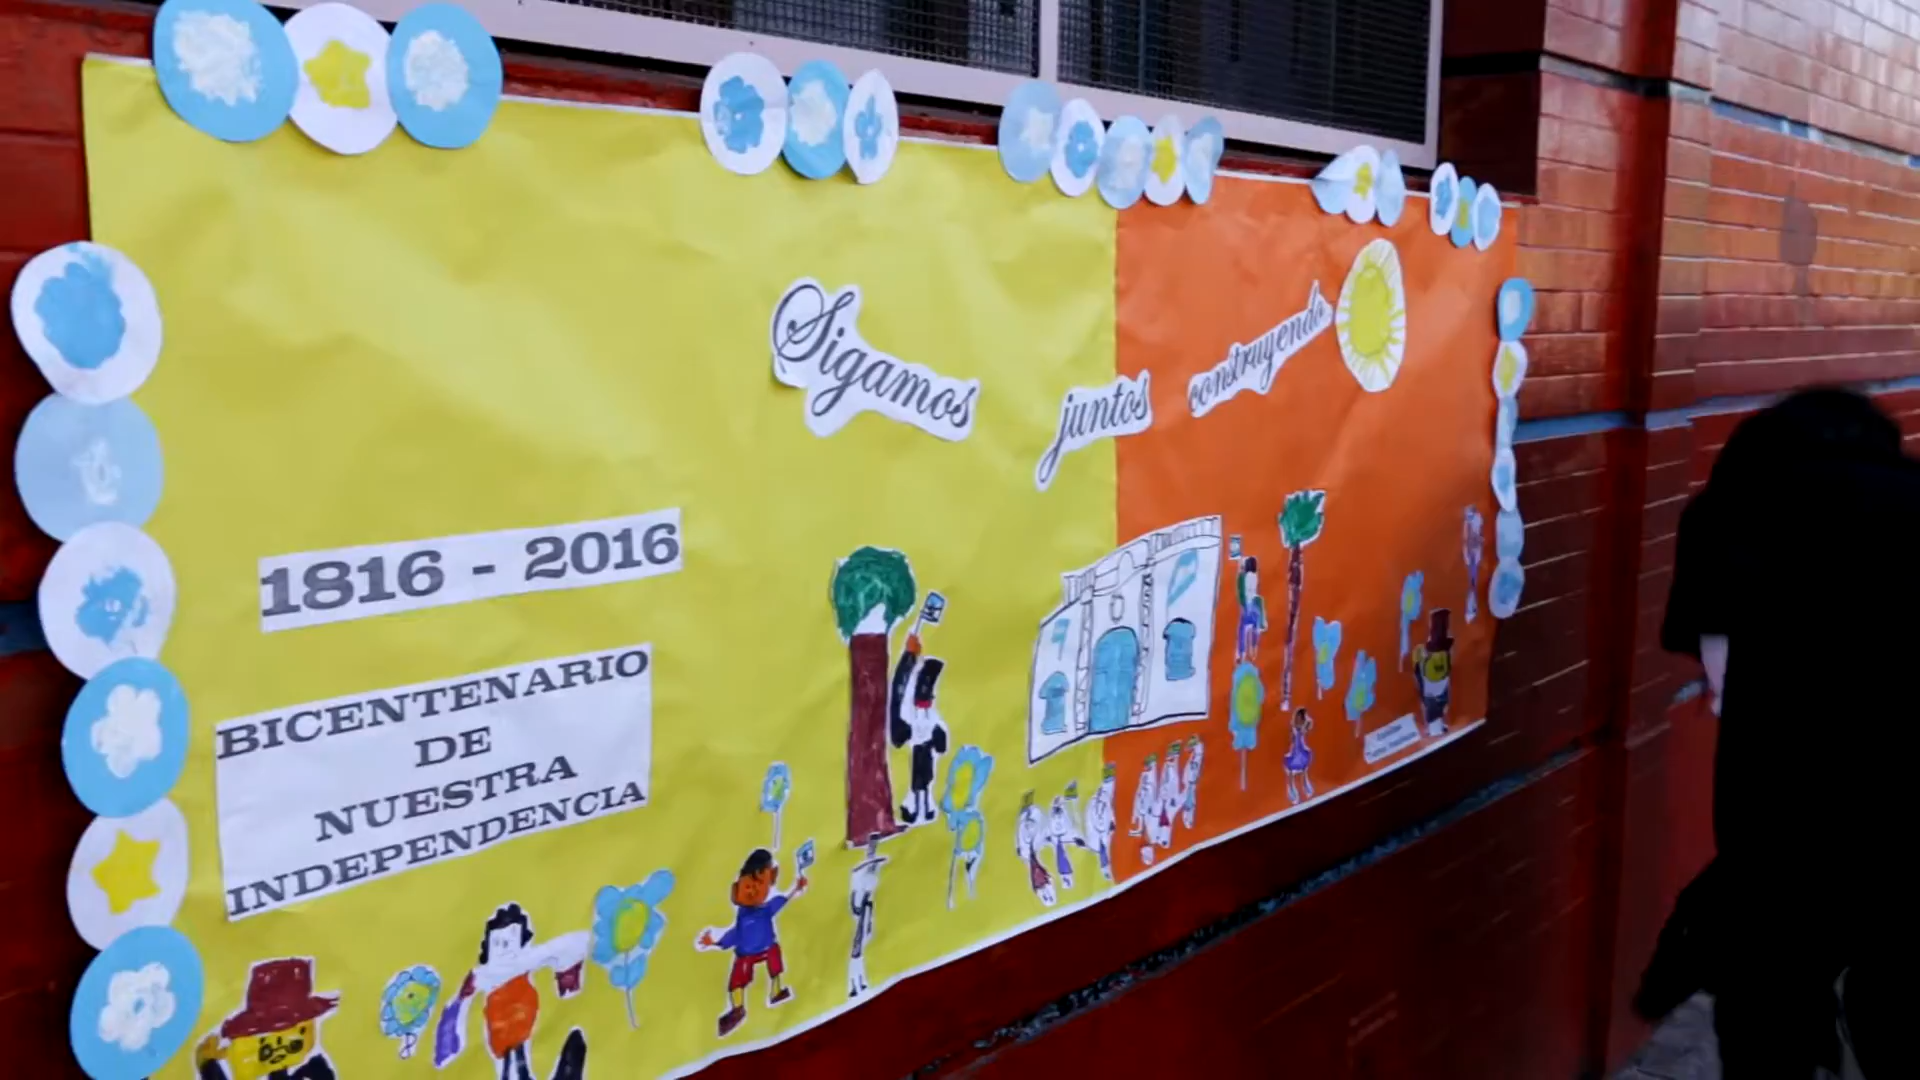 Sigamos juntos construyendo
1816 - 2016
BICENTENARIO
DE
NUESTRA
INDEPENDENCIA